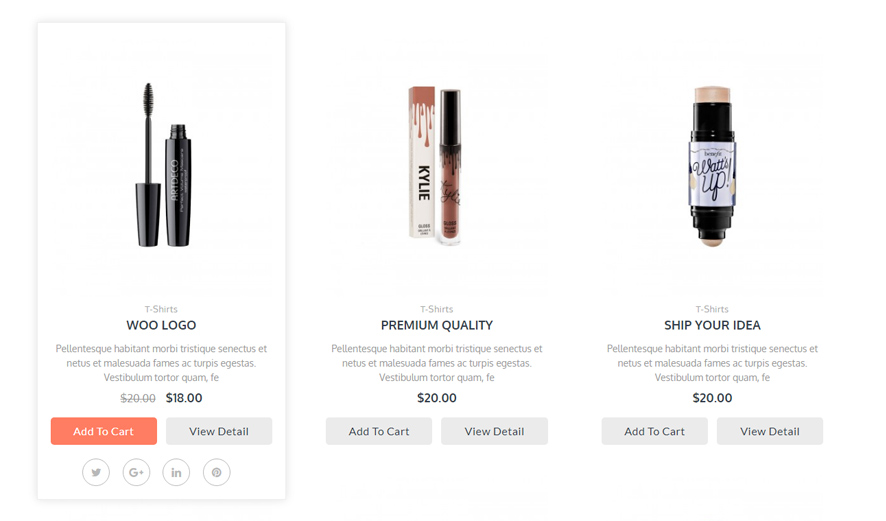 ARTDECO
KYLIE
GLOSS
GLOSS
benefit
Watt's
up!
T-Shirts
WOO LOGO
Pellentesque habitant morbi tristique senectus et
netus et malesuada fames ac turpis egestas.
Vestibulum tortor quam, fe
$20.00 $18.00
Add To Cart
View Detail
T-Shirts
PREMIUM QUALITY
Pellentesque habitant morbi tristique senectus et
netus et malesuada fames ac turpis egestas.
Vestibulum tortor quam, fe
$20.00
Add To Cart
View Detail
T-Shirts
SHIP YOUR IDEA
Pellentesque habitant morbi tristique senectus et
netus et malesuada fames ac turpis egestas.
Vestibulum tortor quam, fe
$20.00
Add To Cart
View Detail
G+
in